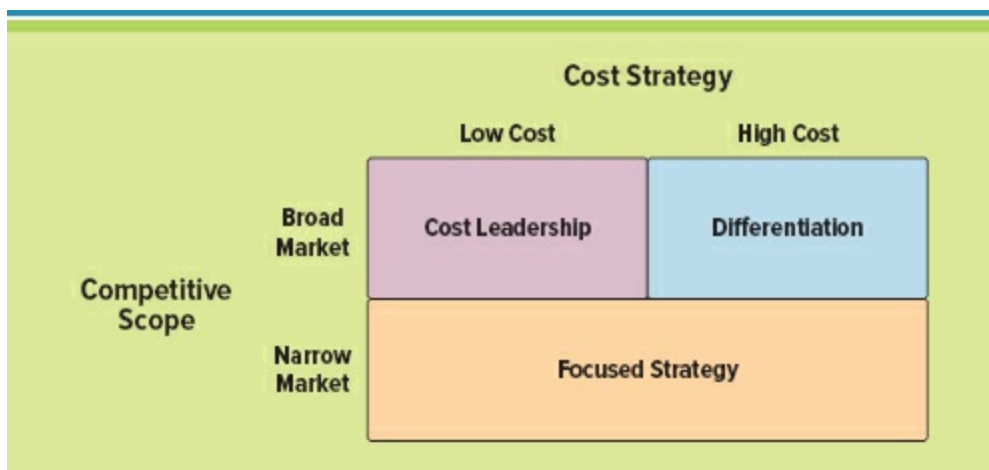 Cost Strategy
Low Cost
High Cost
Broad
Market
Cost Leadership
Differentiation
Competitive
Scope
Narrow
Market
Focused Strategy